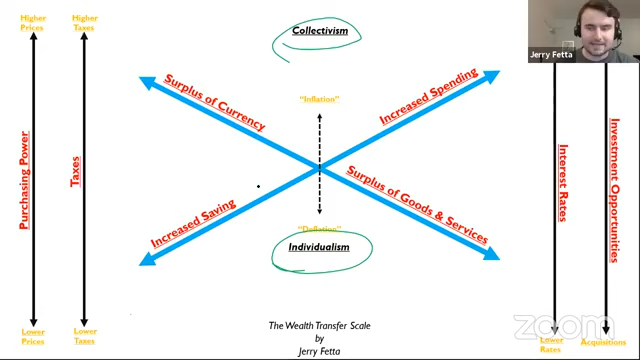 Higher
Prices
Higher
Taxes
Collectivism
Jerry Fetta
Surplus of Currency
"Inflation"
Increased Spending
Purchasing Power
Taxes
Interest Rates
Investment Opportunities
Increased Saving
Surplus of Goods & Services
"Deflation"
Individualism
The Wealth Transfer Scale
by
Jerry Fetta
Lower
Prices
Lower
Taxes
Lower
Rates
Acquisitions
zoom